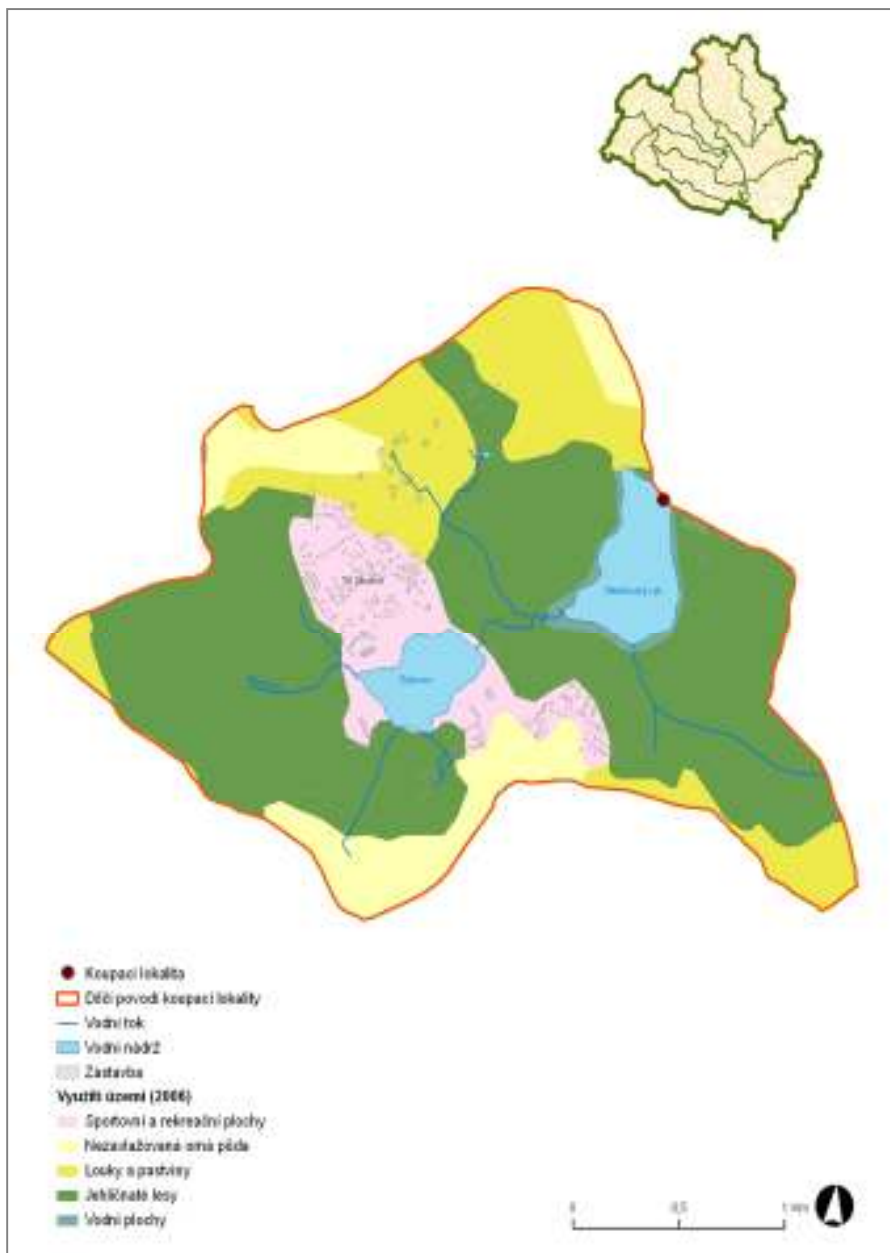 Koupací lokalita
Dílčí povodí koupací lokality
Vodní tok
Vodní nádrž
Zástavba
Využití území (2006)
Sportovní a rekreační plochy
Nezavlažovaná orná půda
Louky a pastviny
Jehličnaté lesy
Vodní plochy
0 0,5 1 km